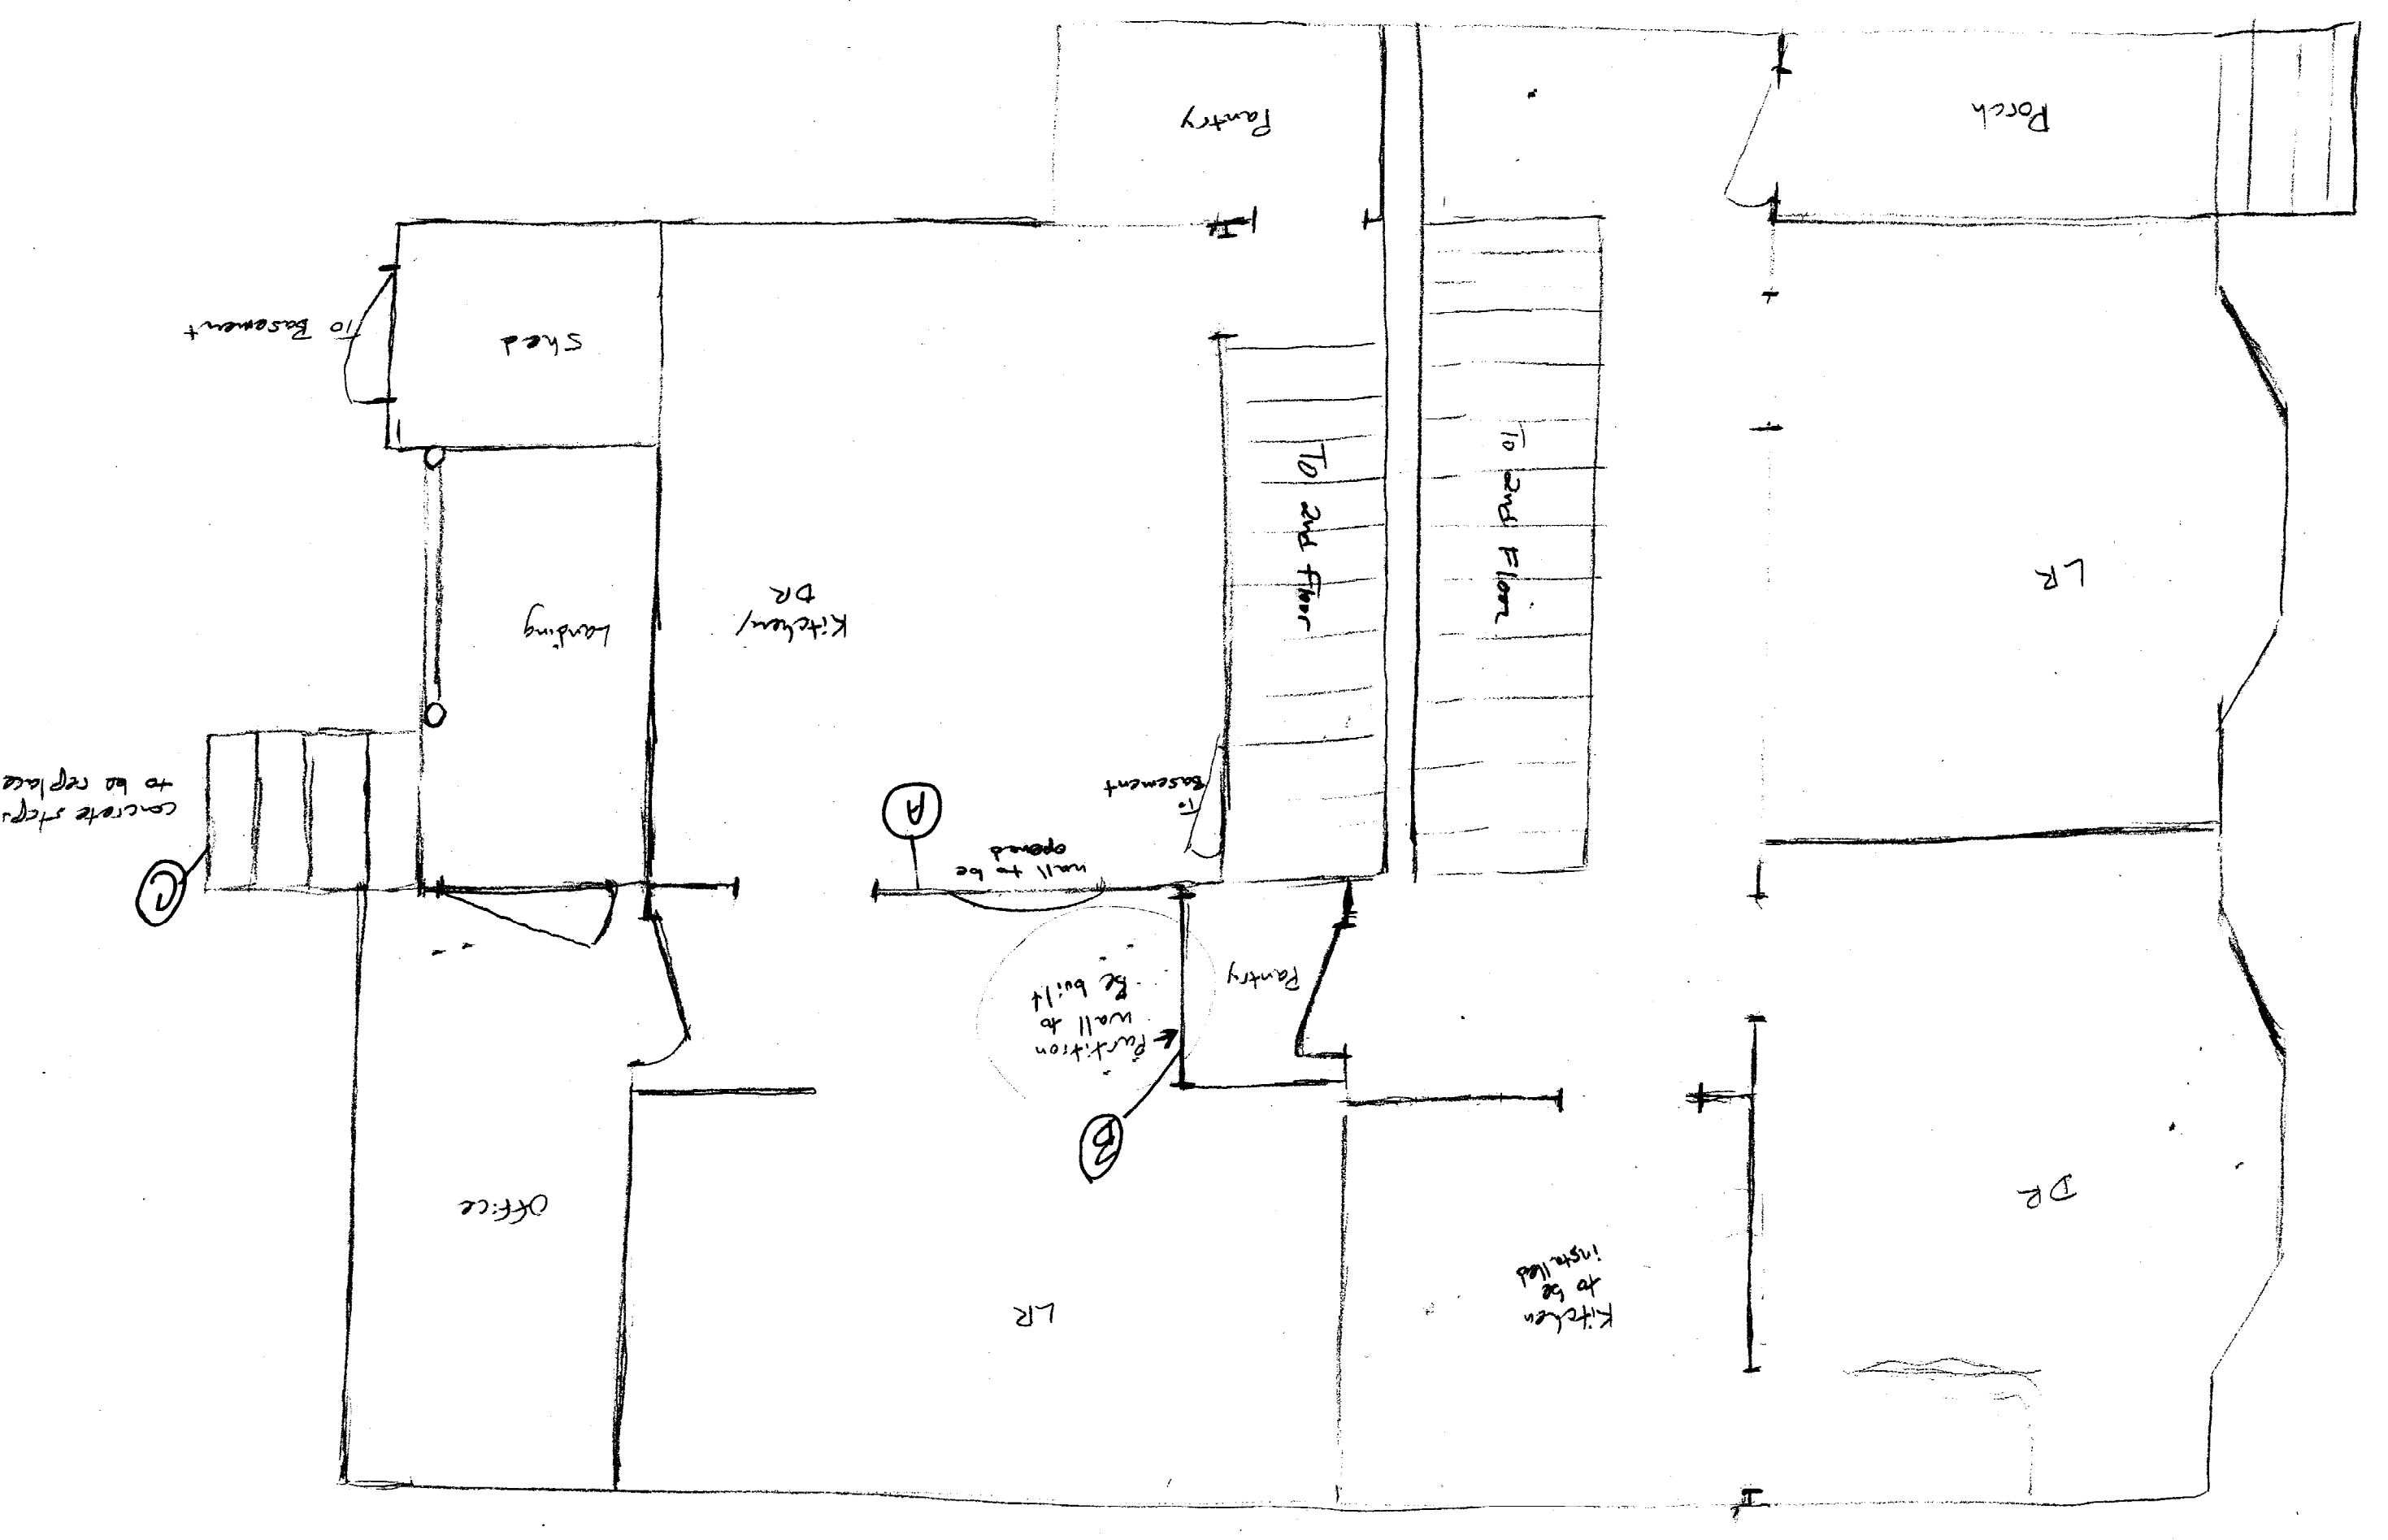 Kitchen
to be
installed
LR
DR
Office
B
Partition
wall to
Be built
Pantry
C
concrete steps
to be replace
A
wall to be
opened
To
Basement
Landing
Kitchen/
DR
LR
To 2nd Floor
To 2nd Floor
Shed
To Basement
Pantry
Porch